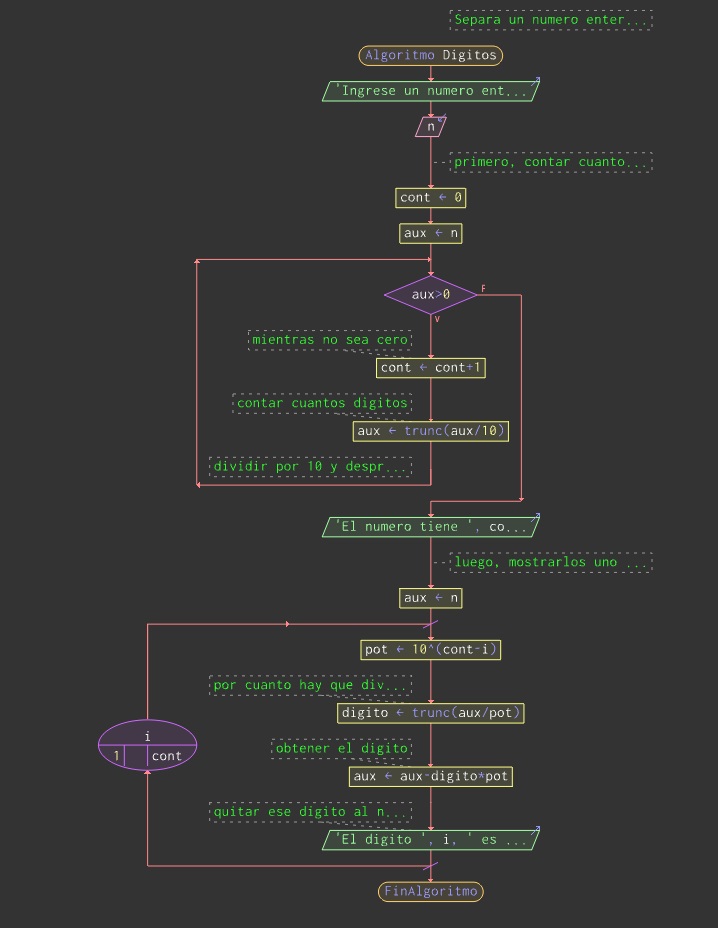 Separa un numero enter...
Algoritmo Digitos
'Ingrese un numero ent...
n
primero, contar cuanto...
cont ← 0
aux ← n
aux>0
F
V
mientras no sea cero
cont ← cont+1
contar cuantos digitos
aux ← trunc(aux/10)
dividir por 10 y despr...
'El numero tiene ', co...
luego, mostrarlos uno ...
aux ← n
pot ← 10^(cont-i)
por cuanto hay que div...
digito ← trunc(aux/pot)
i
1 cont
obtener el digito
aux ← aux-digito*pot
quitar ese digito al n...
'El digito ', i, ' es ...
FinAlgoritmo